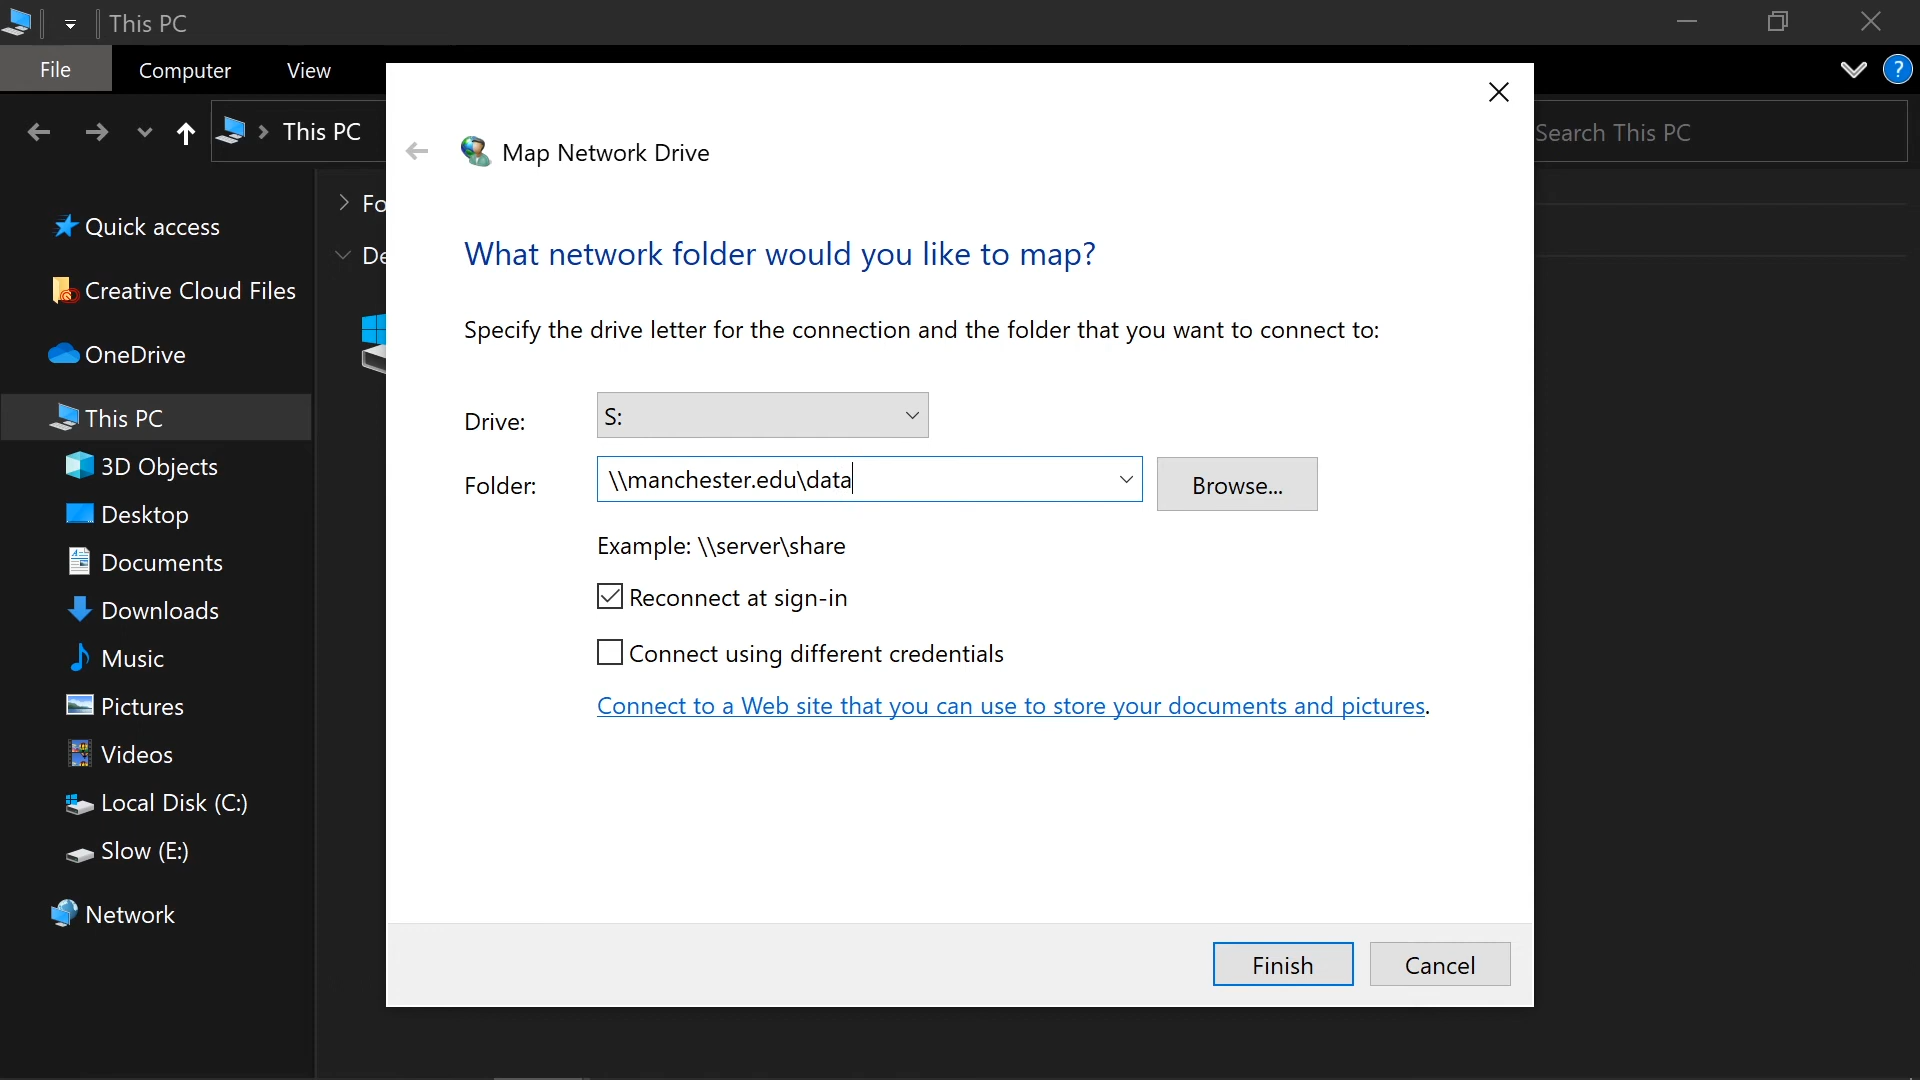 This PC
File
Computer
View
?
This PC
Search This PC
Map Network Drive
Quick access
Fo
De
What network folder would you like to map?
Creative Cloud Files
Specify the drive letter for the connection and the folder that you want to connect to:
OneDrive
This PC
Drive:
S:
3D Objects
Folder:
\\manchester.edu\data
Browse...
Desktop
Example: \\server\share
Documents
Reconnect at sign-in
Downloads
Connect using different credentials
Music
Connect to a Web site that you can use to store your documents and pictures.
Pictures
Videos
Local Disk (C:)
Slow (E:)
Network
Finish
Cancel